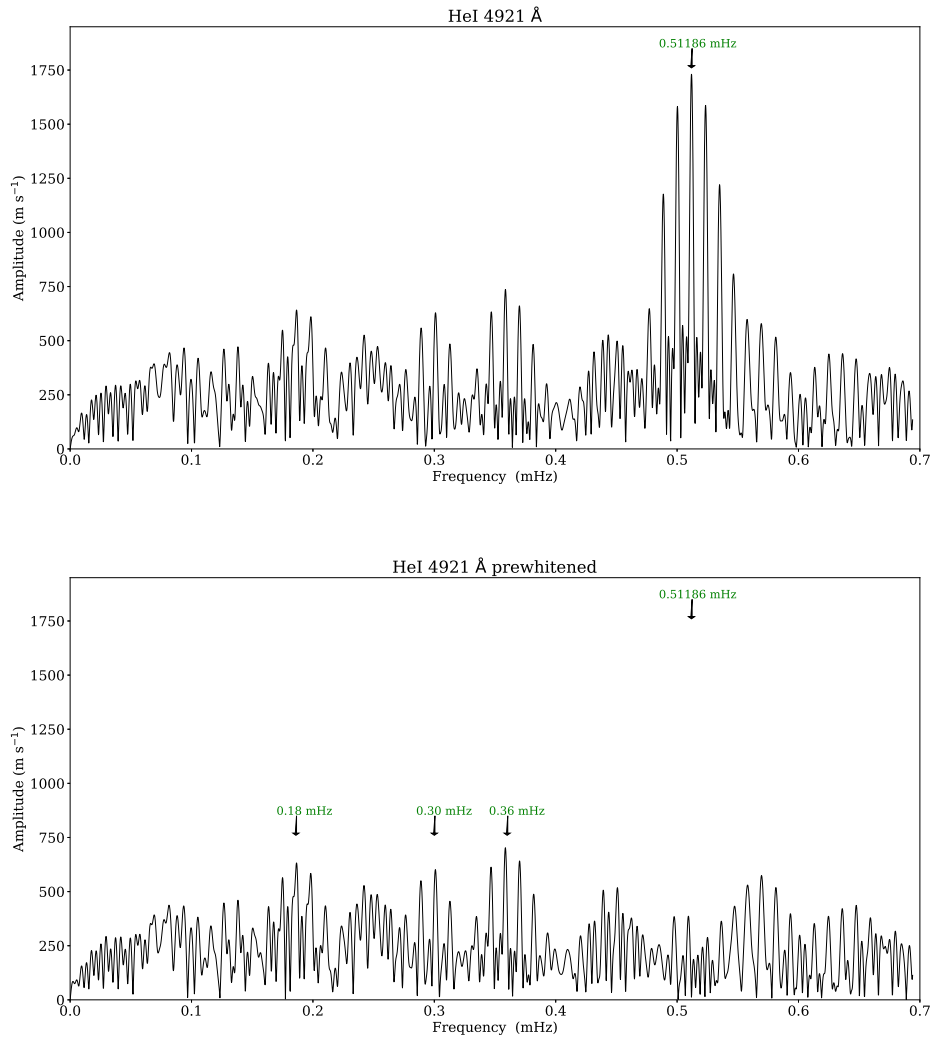 HeI 4921 Å
0.51186 mHz
1750
1500
1250
1000
750
500
250
0
Amplitude (m s⁻¹)
0.0 0.1 0.2 0.3 0.4 0.5 0.6 0.7
Frequency (mHz)
HeI 4921 Å prewhitened
0.51186 mHz
1750
1500
1250
1000
750
500
250
0
Amplitude (m s⁻¹)
0.18 mHz 0.30 mHz 0.36 mHz
0.0 0.1 0.2 0.3 0.4 0.5 0.6 0.7
Frequency (mHz)